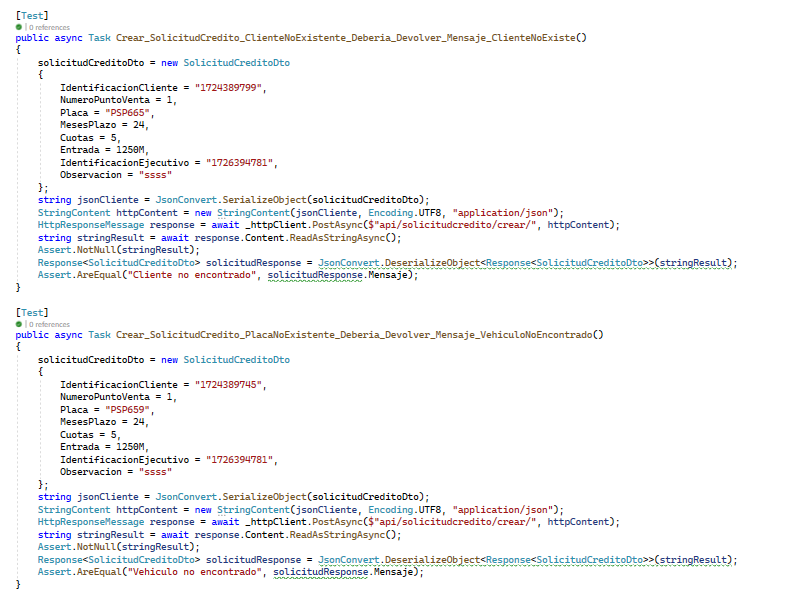 [Test]
| 0 references
public async Task Crear_SolicitudCredito_ClienteNoExistente_Deberia_Devolver_Mensaje_ClienteNoExiste()
{
solicitudCreditoDto = new SolicitudCreditoDto
{
IdentificacionCliente = "1724389799",
NumeroPuntoVenta = 1,
Placa = "PSP665",
MesesPlazo = 24,
Cuotas = 5,
Entrada = 1250M,
IdentificacionEjecutivo = "1726394781",
Observacion = "ssss"
};
string jsonCliente = JsonConvert.SerializeObject(solicitudCreditoDto);
StringContent httpContent = new StringContent(jsonCliente, Encoding.UTF8, "application/json");
HttpResponseMessage response = await _httpClient.PostAsync($"api/solicitudcredito/crear/", httpContent);
string stringResult = await response.Content.ReadAsStringAsync();
Assert.NotNull(stringResult);
Response<SolicitudCreditoDto> solicitudResponse = JsonConvert.DeserializeObject<Response<SolicitudCreditoDto>>(stringResult);
Assert.AreEqual("Cliente no encontrado", solicitudResponse.Mensaje);
}
[Test]
| 0 references
public async Task Crear_SolicitudCredito_PlacaNoExistente_Deberia_Devolver_Mensaje_VehiculoNoEncontrado()
{
solicitudCreditoDto = new SolicitudCreditoDto
{
IdentificacionCliente = "1724389745",
NumeroPuntoVenta = 1,
Placa = "PSP659",
MesesPlazo = 24,
Cuotas = 5,
Entrada = 1250M,
IdentificacionEjecutivo = "1726394781",
Observacion = "ssss"
};
string jsonCliente = JsonConvert.SerializeObject(solicitudCreditoDto);
StringContent httpContent = new StringContent(jsonCliente, Encoding.UTF8, "application/json");
HttpResponseMessage response = await _httpClient.PostAsync($"api/solicitudcredito/crear/", httpContent);
string stringResult = await response.Content.ReadAsStringAsync();
Assert.NotNull(stringResult);
Response<SolicitudCreditoDto> solicitudResponse = JsonConvert.DeserializeObject<Response<SolicitudCreditoDto>>(stringResult);
Assert.AreEqual("Vehiculo no encontrado", solicitudResponse.Mensaje);
}